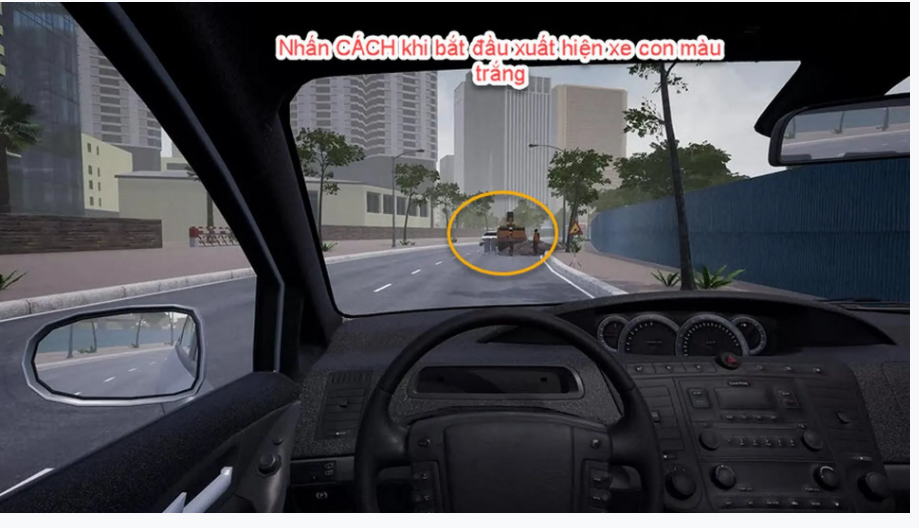 Nhấn CÁCH khi bắt đầu xuất hiện xe con màu
trắng